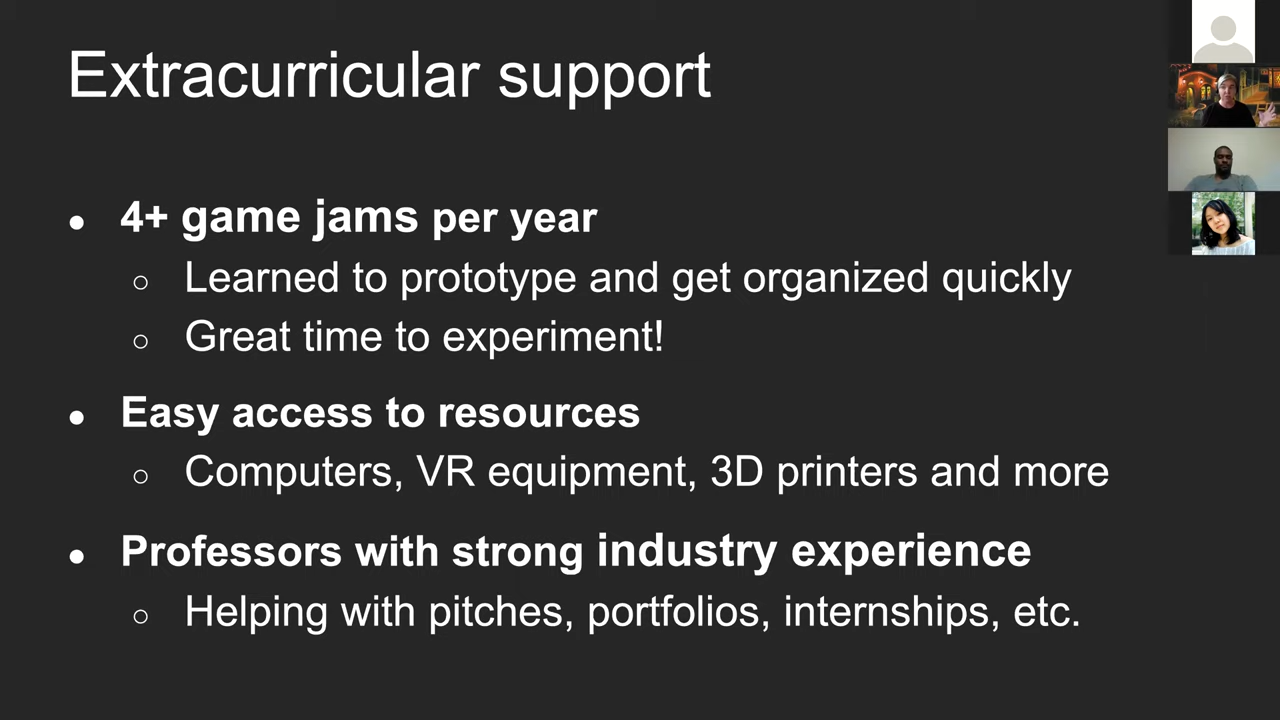 Extracurricular support
● 4+ game jams per year
○ Learned to prototype and get organized quickly
○ Great time to experiment!
● Easy access to resources
○ Computers, VR equipment, 3D printers and more
● Professors with strong industry experience
○ Helping with pitches, portfolios, internships, etc.